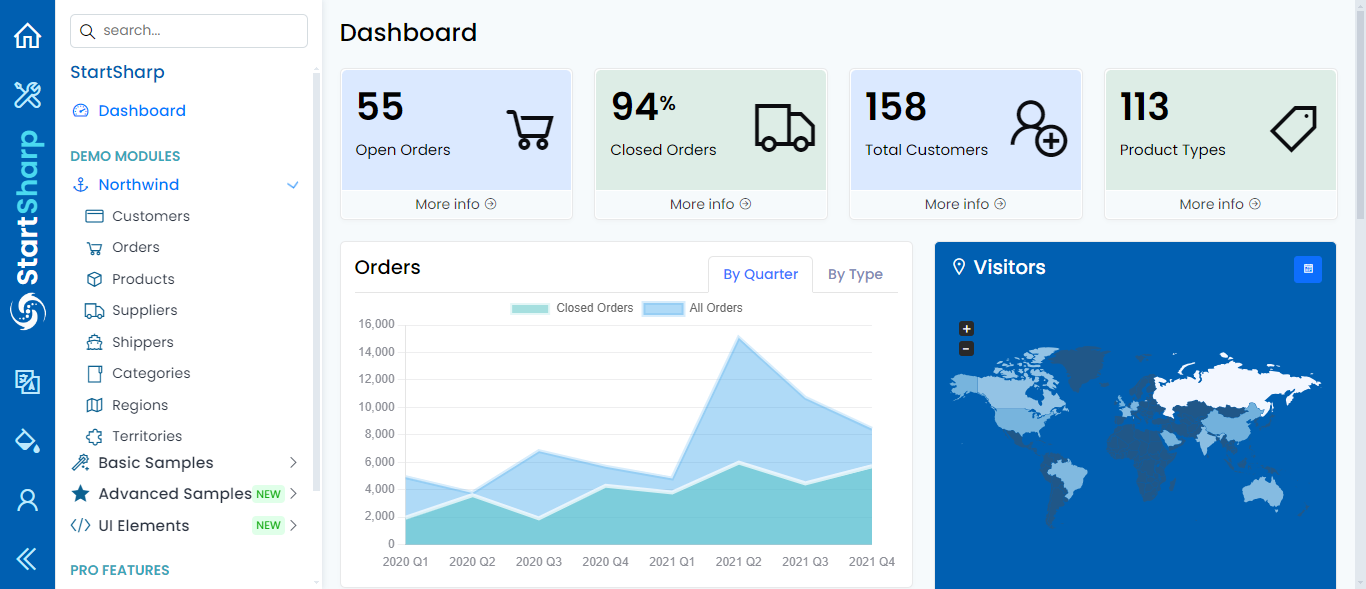 search...
StartSharp
StartSharp
Dashboard
DEMO MODULES
Northwind
Customers
Orders
Products
Suppliers
Shippers
Categories
Regions
Territories
Basic Samples
Advanced Samples NEW
UI Elements NEW
PRO FEATURES
Dashboard
55
Open Orders
More info
94%
Closed Orders
More info
158
Total Customers
More info
113
Product Types
More info
Orders
By Quarter By Type
Closed Orders All Orders
16,000
14,000
12,000
10,000
8,000
6,000
4,000
2,000
0
2020 Q1 2020 Q2 2020 Q3 2020 Q4 2021 Q1 2021 Q2 2021 Q3 2021 Q4
Visitors
+
−